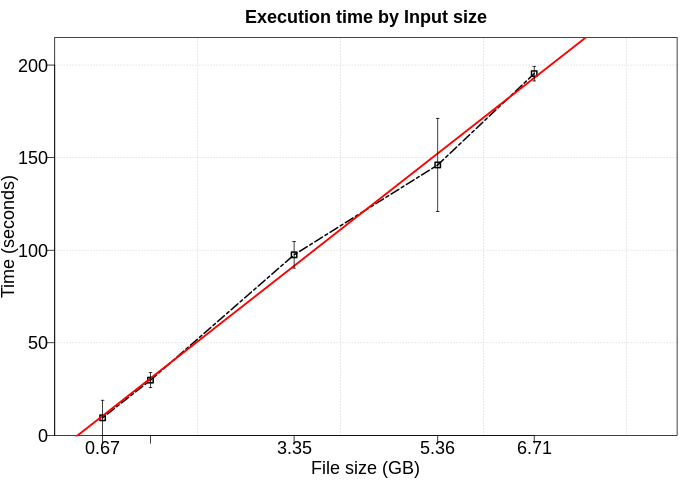 Execution time by Input size
200
150
100
50
0
Time (seconds)
0.67 3.35 5.36 6.71
File size (GB)